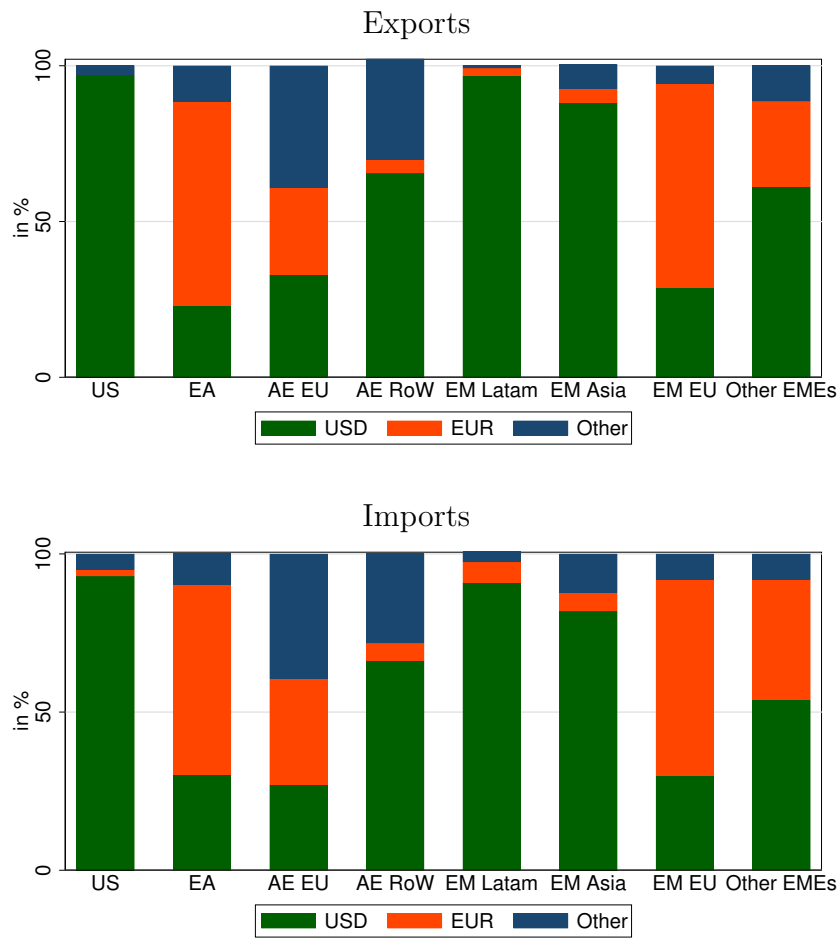 Exports
100
50
0
in %
US EA AE EU AE RoW EM Latam EM Asia EM EU Other EMEs
USD EUR Other
Imports
100
50
0
in %
US EA AE EU AE RoW EM Latam EM Asia EM EU Other EMEs
USD EUR Other